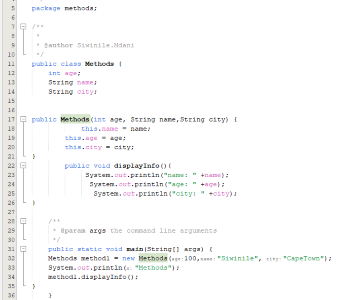 5 package methods;
6
7 /**
8 *
9 * @author Siwinile.Mdani
10 */
11 public class Methods {
12 int age;
13 String name;
14 String city;
15
16
17 public Methods(int age, String name,String city) {
18 this.name = name;
19 this.age = age;
20 this.city = city;
21 }
22 public void displayInfo(){
23 System.out.println("name: " +name);
24 System.out.println("age: " +age);
25 System.out.println("city: " +city);
26 }
27
28 /**
29 * @param args the command line arguments
30 */
31 public static void main(String[] args) {
32 Methods method1 = new Methods(age:100,name:"Siwinile", city:"CapeTown");
33 System.out.println(x: "Methods");
34 method1.displayInfo();
35 }
36 }